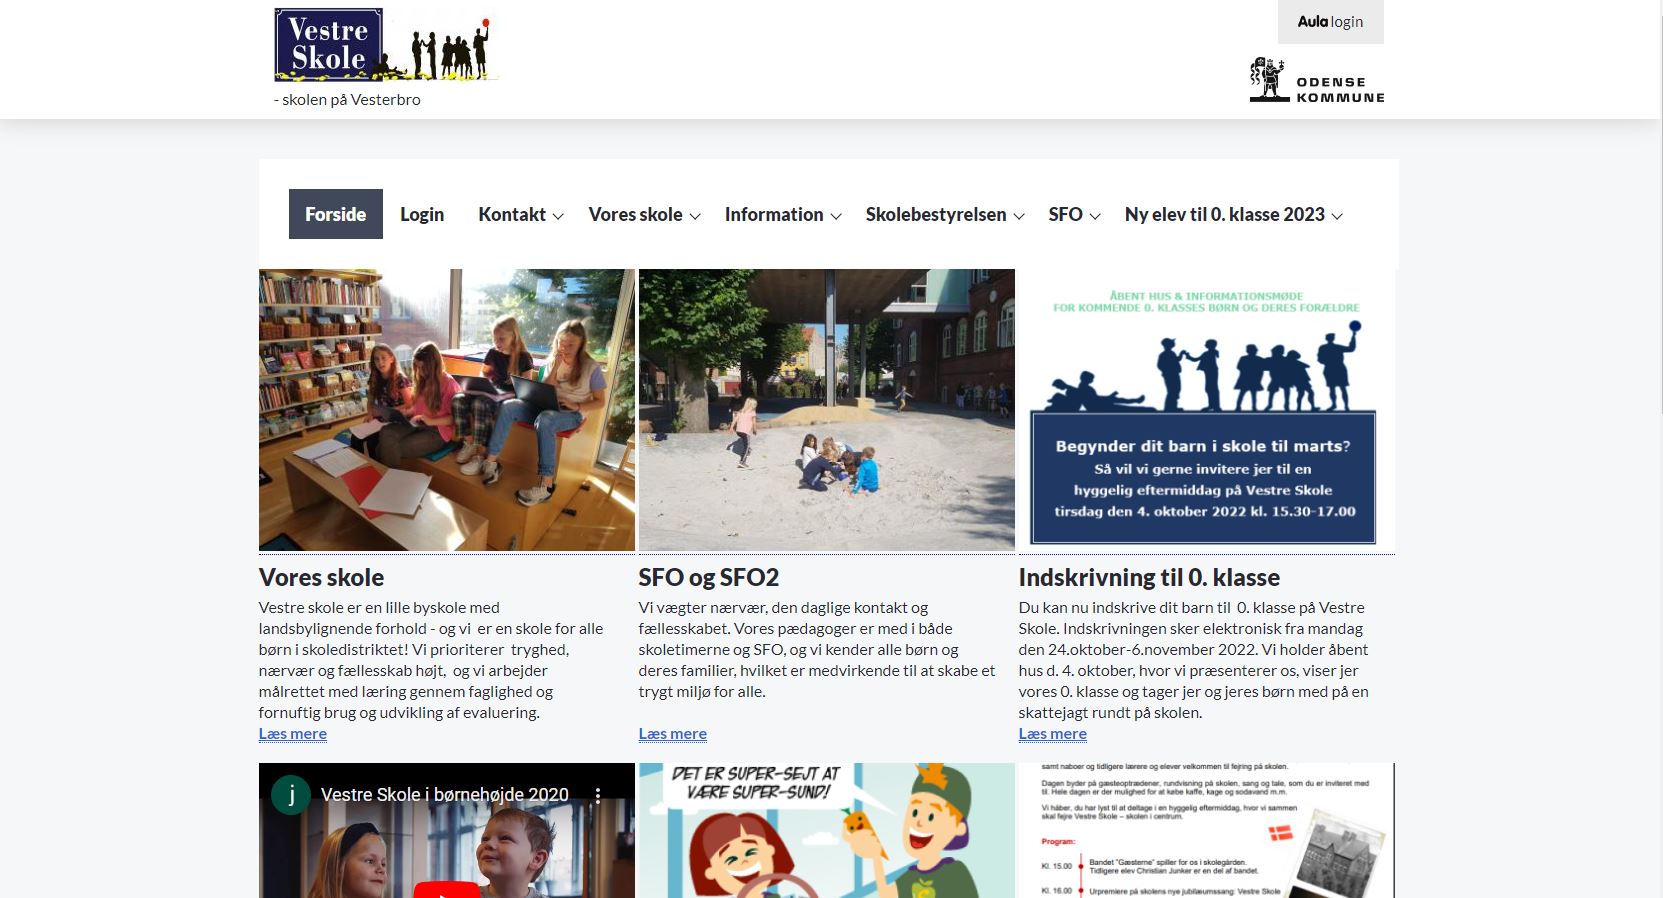 Vestre
Skole
- skolen på Vesterbro
Aula login
ODENSE
KOMMUNE
Forside
Login
Kontakt
Vores skole
Information
Skolebestyrelsen
SFO
Ny elev til 0. klasse 2023
ÅBENT HUS & INFORMATIONSMØDE
FOR KOMMENDE 0. KLASSES BØRN OG DERES FORÆLDRE
Begynder dit barn i skole til marts?
Så vil vi gerne invitere jer til en
hyggelig eftermiddag på Vestre Skole
tirsdag den 4. oktober 2022 kl. 15.30-17.00
Vores skole
Vestre skole er en lille byskole med
landsbylignende forhold - og vi er en skole for alle
børn i skoledistriktet! Vi prioriterer tryghed,
nærvær og fællesskab højt, og vi arbejder
målrettet med læring gennem faglighed og
fornuftig brug og udvikling af evaluering.
Læs mere
SFO og SFO2
Vi vægter nærvær, den daglige kontakt og
fællesskabet. Vores pædagoger er med i både
skoletimerne og SFO, og vi kender alle børn og
deres familier, hvilket er medvirkende til at skabe et
trygt miljø for alle.
Læs mere
Indskrivning til 0. klasse
Du kan nu indskrive dit barn til 0. klasse på Vestre
Skole. Indskrivningen sker elektronisk fra mandag
den 24.oktober-6.november 2022. Vi holder åbent
hus d. 4. oktober, hvor vi præsenterer os, viser jer
vores 0. klasse og tager jer og jeres børn med på en
skattejagt rundt på skolen.
Læs mere
j
Vestre Skole i børnehøjde 2020
DET ER SUPER-SEJT AT
VÆRE SUPER-SUND!
samt naboer og tidligere lærere og elever velkommen til fejring på skolen.
Dagen byder på gæsteoptrædener, rundvisning på skolen, sang og tale, som du er inviteret med
til. Hele dagen er der mulighed for at købe kaffe, kage og sodavand m.m.
Vi håber, du har lyst til at deltage i en hyggelig eftermiddag, hvor vi sammen
skal fejre Vestre Skole – skolen i centrum.
Program:
Kl. 15.00
Bandet "Gæsterne" spiller for os i skolegården.
Tidligere elev Christian Junker er en del af bandet.
Kl. 16.00
Urpremiere på skolens nye jubilæumssang: Vestre Skole